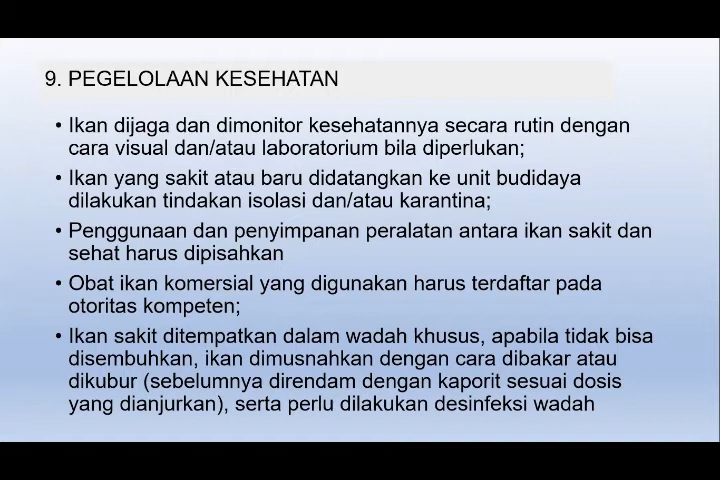 9. PEGELOLAAN KESEHATAN
• Ikan dijaga dan dimonitor kesehatannya secara rutin dengan
cara visual dan/atau laboratorium bila diperlukan;
• Ikan yang sakit atau baru didatangkan ke unit budidaya
dilakukan tindakan isolasi dan/atau karantina;
• Penggunaan dan penyimpanan peralatan antara ikan sakit dan
sehat harus dipisahkan
• Obat ikan komersial yang digunakan harus terdaftar pada
otoritas kompeten;
• Ikan sakit ditempatkan dalam wadah khusus, apabila tidak bisa
disembuhkan, ikan dimusnahkan dengan cara dibakar atau
dikubur (sebelumnya direndam dengan kaporit sesuai dosis
yang dianjurkan), serta perlu dilakukan desinfeksi wadah